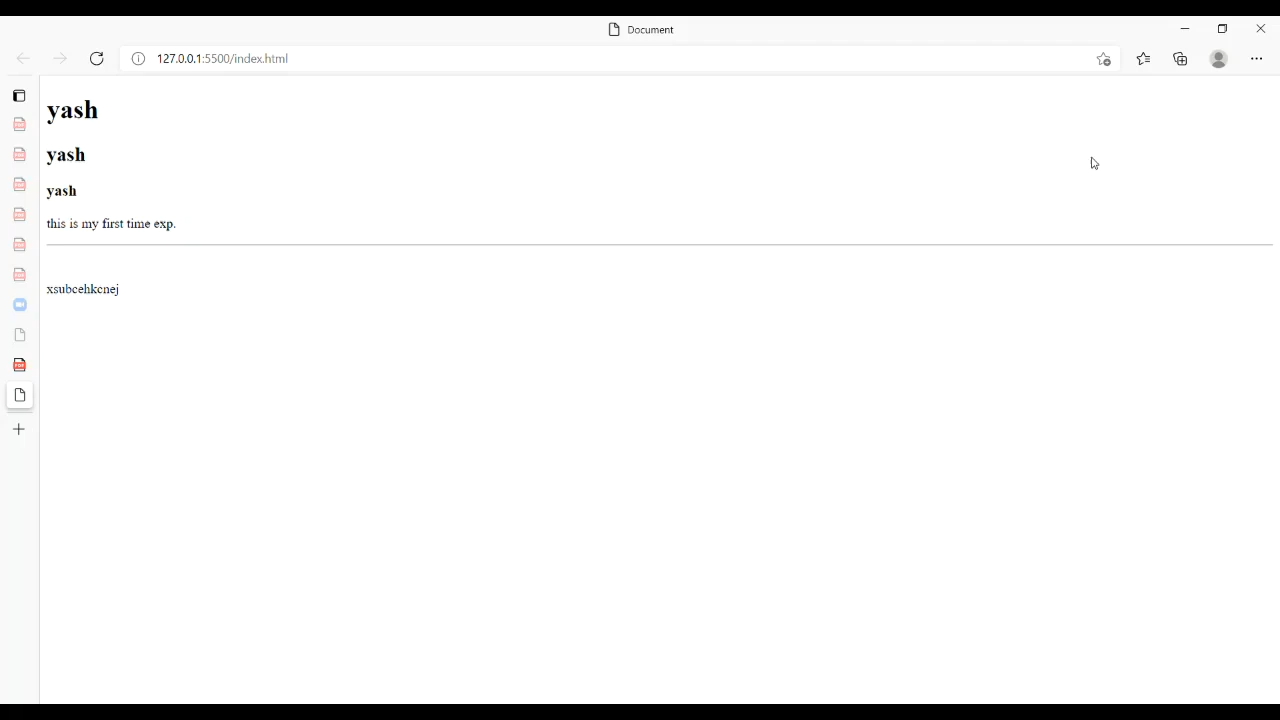 Document
127.0.0.1:5500/index.html
yash
yash
yash
this is my first time exp.
xsubcehkcnej